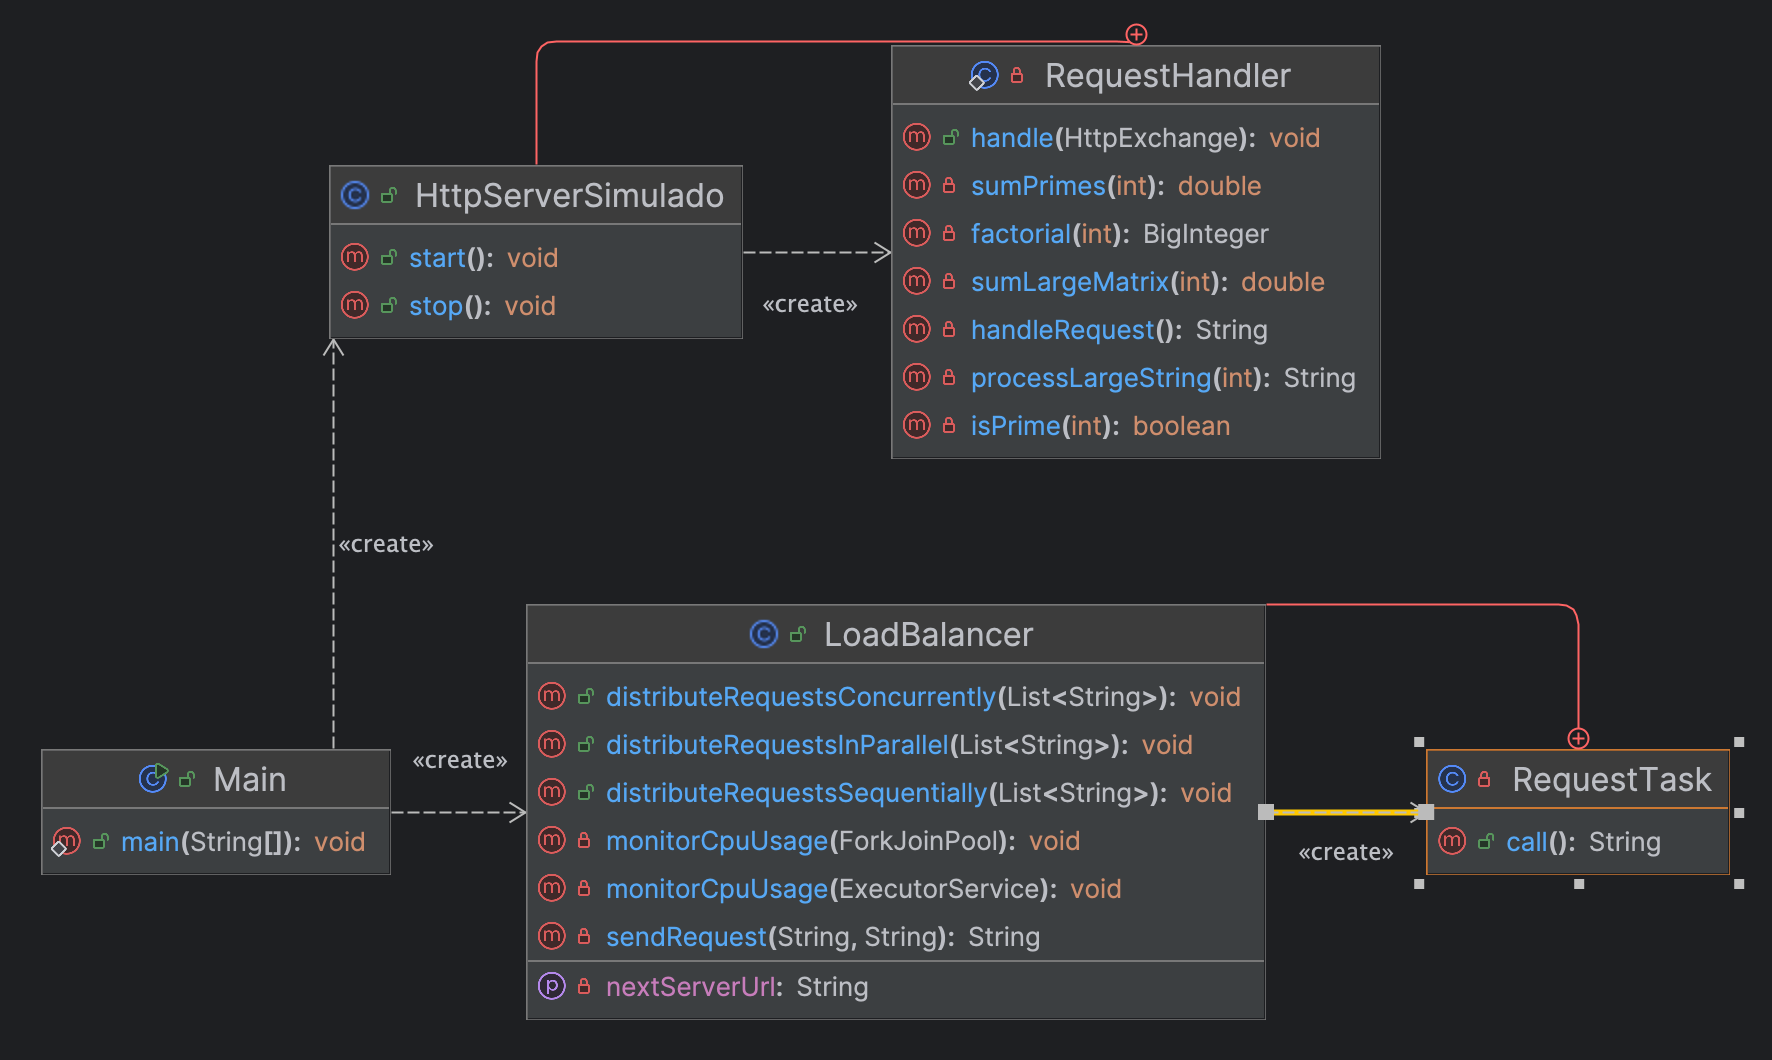 RequestHandler
handle(HttpExchange): void
sumPrimes(int): double
factorial(int): BigInteger
sumLargeMatrix(int): double
handleRequest(): String
processLargeString(int): String
isPrime(int): boolean
HttpServerSimulado
start(): void
stop(): void
«create»
«create»
LoadBalancer
distributeRequestsConcurrently(List<String>): void
distributeRequestsInParallel(List<String>): void
distributeRequestsSequentially(List<String>): void
monitorCpuUsage(ForkJoinPool): void
monitorCpuUsage(ExecutorService): void
sendRequest(String, String): String
nextServerUrl: String
Main
main(String[]): void
«create»
RequestTask
call(): String
«create»